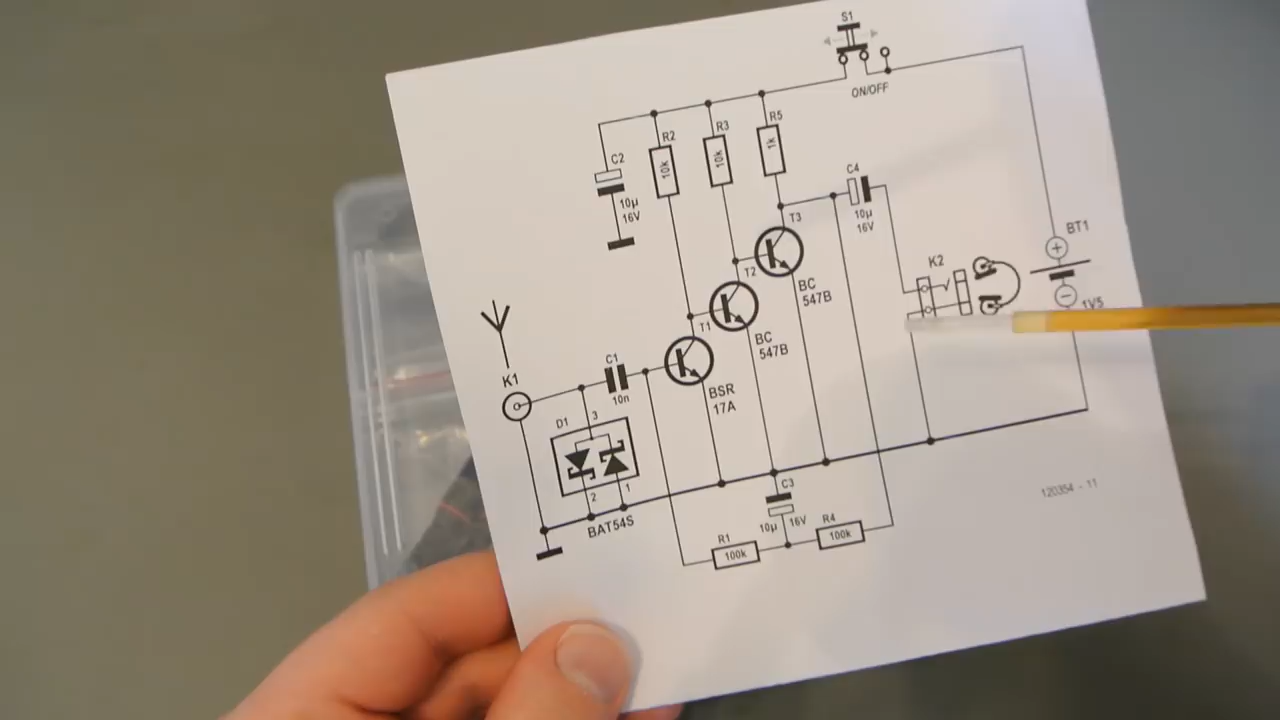 S1
ON/OFF
R2
10k
R3
10k
R5
1k
C2
10µ
16V
C4
10µ
16V
T3
BC
547B
T2
BC
547B
T1
BSR
17A
K2
BT1
1V5
K1
C1
10n
D1
3
2
1
BAT54S
C3
10µ
16V
R1
100k
R4
100k
120354 - 11